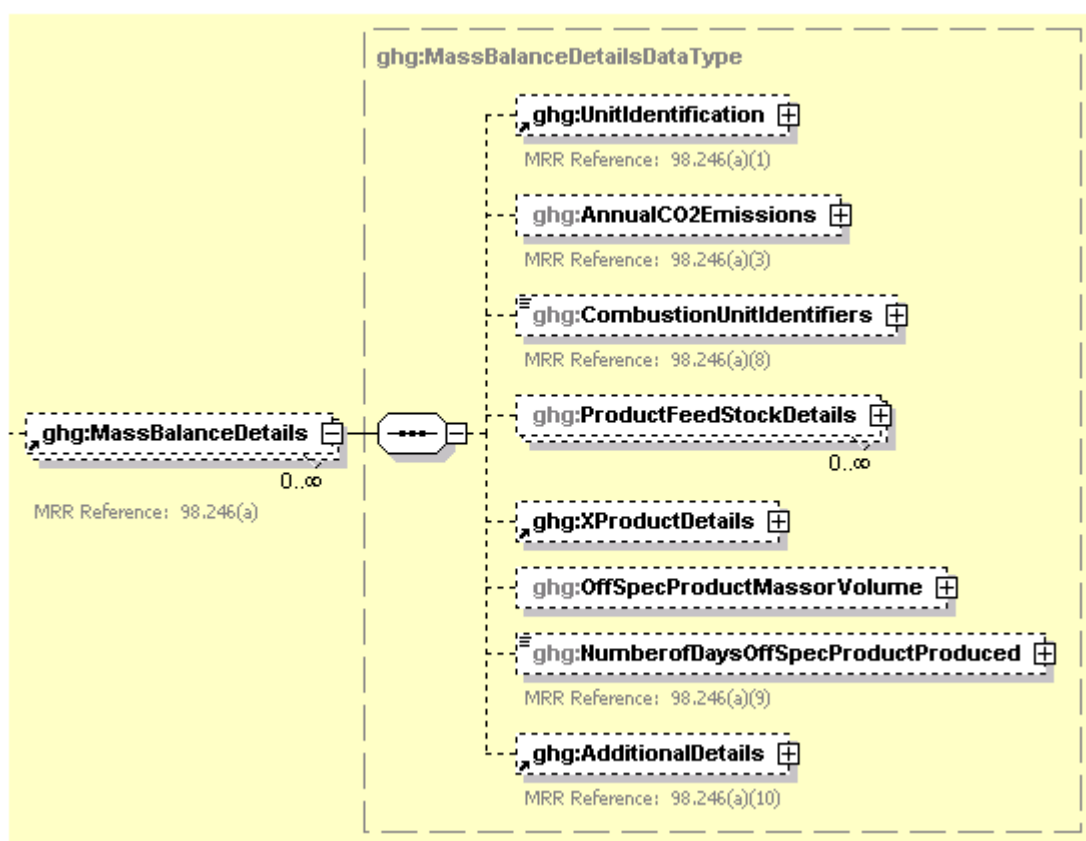 ghg:MassBalanceDetailsDataType
ghg:UnitIdentification
MRR Reference: 98.246(a)(1)
ghg:AnnualCO2Emissions
MRR Reference: 98.246(a)(3)
ghg:CombustionUnitIdentifiers
MRR Reference: 98.246(a)(8)
ghg:ProductFeedStockDetails
0..∞
ghg:MassBalanceDetails
0..∞
MRR Reference: 98.246(a)
ghg:XProductDetails
ghg:OffSpecProductMassorVolume
ghg:NumberofDaysOffSpecProductProduced
MRR Reference: 98.246(a)(9)
ghg:AdditionalDetails
MRR Reference: 98.246(a)(10)